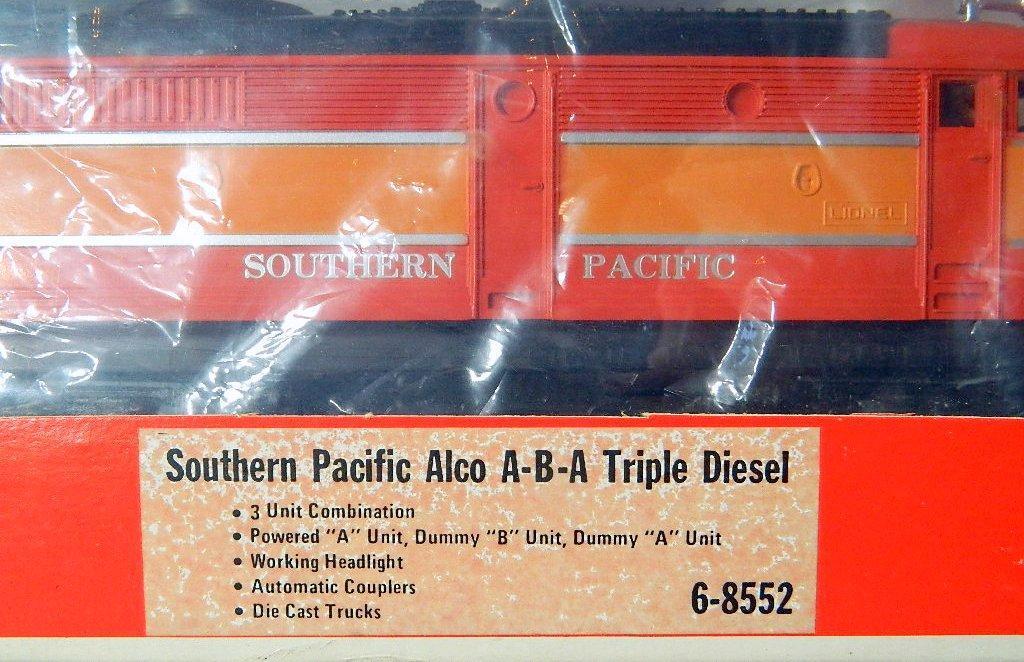 LIONEL
SOUTHERN PACIFIC
Southern Pacific Alco A-B-A Triple Diesel
• 3 Unit Combination
• Powered "A" Unit, Dummy "B" Unit, Dummy "A" Unit
• Working Headlight
• Automatic Couplers
• Die Cast Trucks
6-8552